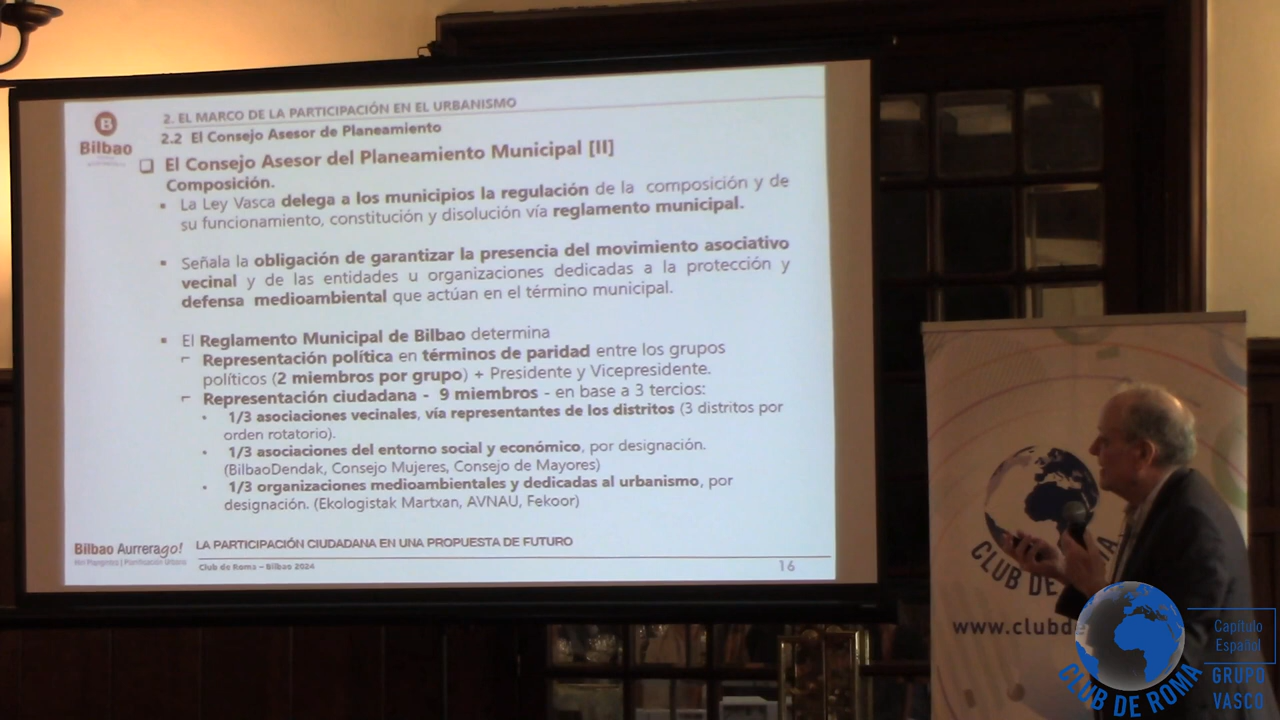 2. EL MARCO DE LA PARTICIPACIÓN EN EL URBANISMO
2.2 El Consejo Asesor de Planeamiento
B
Bilbao
El Consejo Asesor del Planeamiento Municipal [II]
Composición.
La Ley Vasca delega a los municipios la regulación de la composición y de
su funcionamiento, constitución y disolución vía reglamento municipal.
Señala la obligación de garantizar la presencia del movimiento asociativo
vecinal y de las entidades u organizaciones dedicadas a la protección y
defensa medioambiental que actúan en el término municipal.
El Reglamento Municipal de Bilbao determina
Representación política en términos de paridad entre los grupos
políticos (2 miembros por grupo) + Presidente y Vicepresidente.
Representación ciudadana - 9 miembros - en base a 3 tercios:
1/3 asociaciones vecinales, vía representantes de los distritos (3 distritos por
orden rotatorio).
1/3 asociaciones del entorno social y económico, por designación.
(BilbaoDendak, Consejo Mujeres, Consejo de Mayores)
1/3 organizaciones medioambientales y dedicadas al urbanismo, por
designación. (Ekologistak Martxan, AVNAU, Fekoor)
Bilbao Aurrerago!
LA PARTICIPACIÓN CIUDADANA EN UNA PROPUESTA DE FUTURO
Club de Roma – Bilbao 2024
16
CLUB DE
www.clubde
CLUB DE ROMA
Capítulo
Español
GRUPO
VASCO